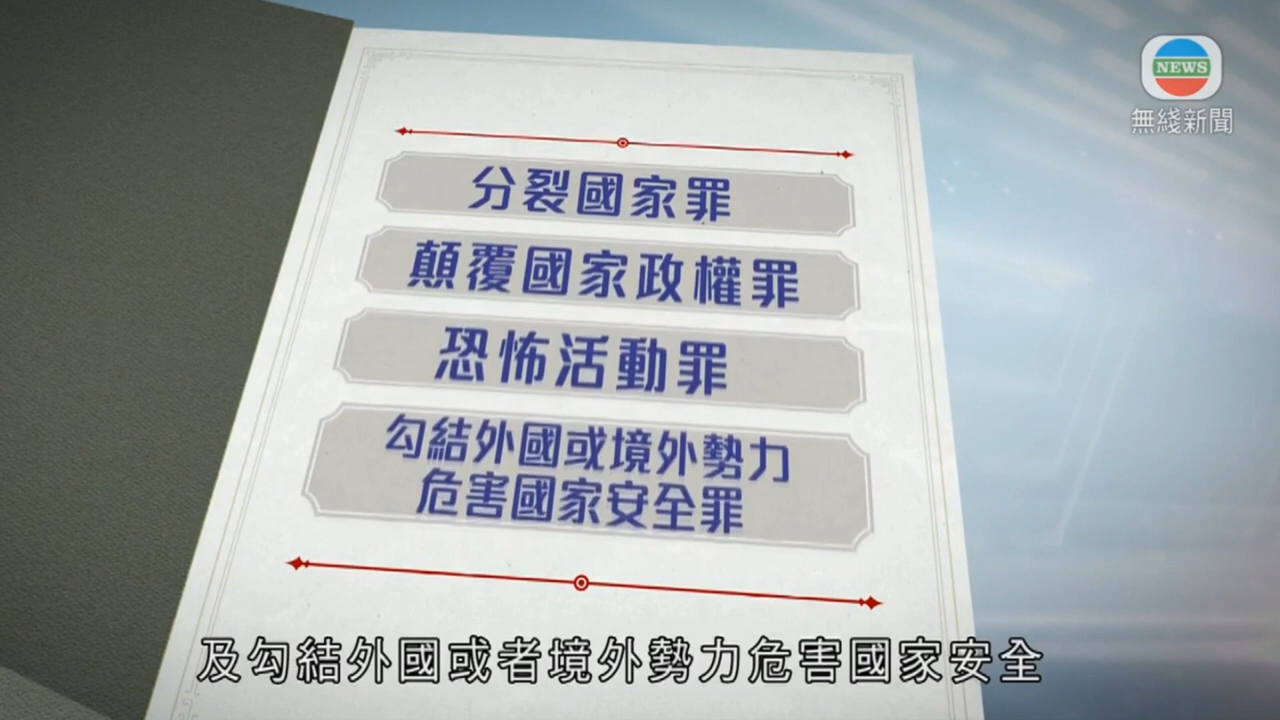 NEWS
無綫新聞
分裂國家罪
顛覆國家政權罪
恐怖活動罪
勾結外國或境外勢力
危害國家安全罪
及勾結外國或者境外勢力危害國家安全